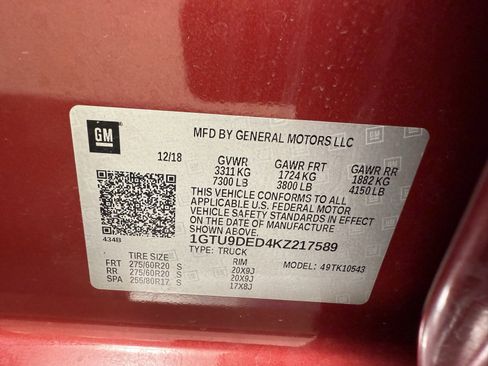 GM
MFD BY GENERAL MOTORS LLC
12/18 GVWR GAWR FRT GAWR RR
3311 KG 1724 KG 1882 KG
7300 LB 3800 LB 4150 LB
THIS VEHICLE CONFORMS TO ALL
APPLICABLE U.S. FEDERAL MOTOR
VEHICLE SAFETY STANDARDS IN EFFECT
ON THE DATE OF MANUFACTURE
SHOWN ABOVE.
434B 1GTU9DED4KZ217589
TYPE: TRUCK MODEL: 49TK10543
TIRE SIZE RIM
FRT 275/60R20 S 20X9J
RR 275/60R20 S 20X9J
SPA 255/80R17 S 17X8J